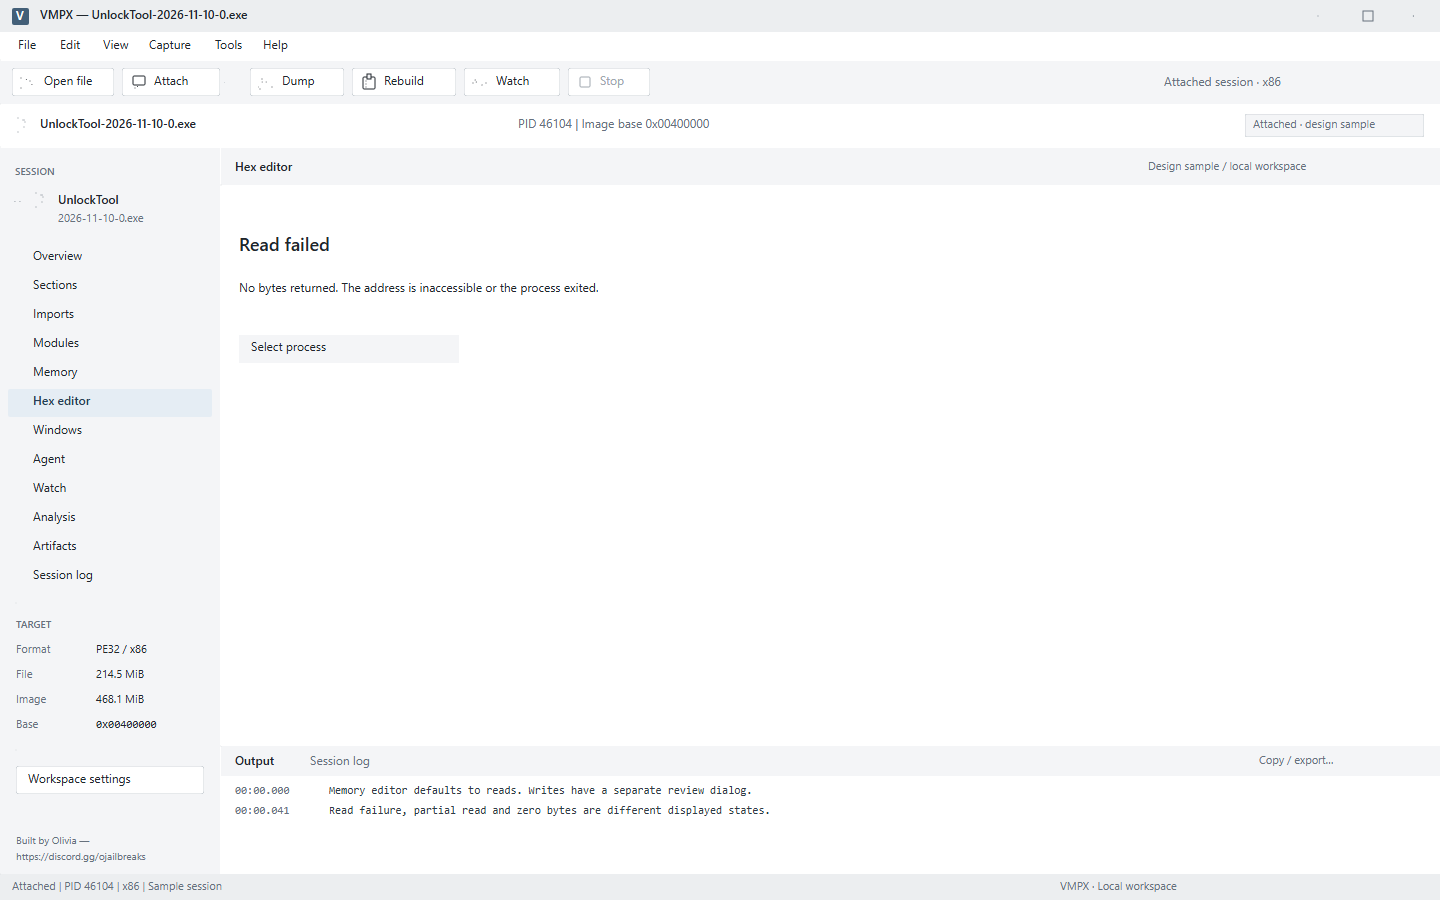 V VMPX — UnlockTool-2026-11-10-0.exe
File Edit View Capture Tools Help
Open file Attach Dump Rebuild Watch Stop Attached session · x86
UnlockTool-2026-11-10-0.exe PID 46104 | Image base 0x00400000 Attached · design sample
SESSION
UnlockTool
2026-11-10-0.exe
Overview
Sections
Imports
Modules
Memory
Hex editor
Windows
Agent
Watch
Analysis
Artifacts
Session log
TARGET
Format PE32 / x86
File 214.5 MiB
Image 468.1 MiB
Base 0x00400000
Workspace settings
Built by Olivia —
https://discord.gg/ojailbreaks
Hex editor Design sample / local workspace
Read failed
No bytes returned. The address is inaccessible or the process exited.
Select process
Output Session log Copy / export...
00:00.000 Memory editor defaults to reads. Writes have a separate review dialog.
00:00.041 Read failure, partial read and zero bytes are different displayed states.
Attached | PID 46104 | x86 | Sample session VMPX · Local workspace